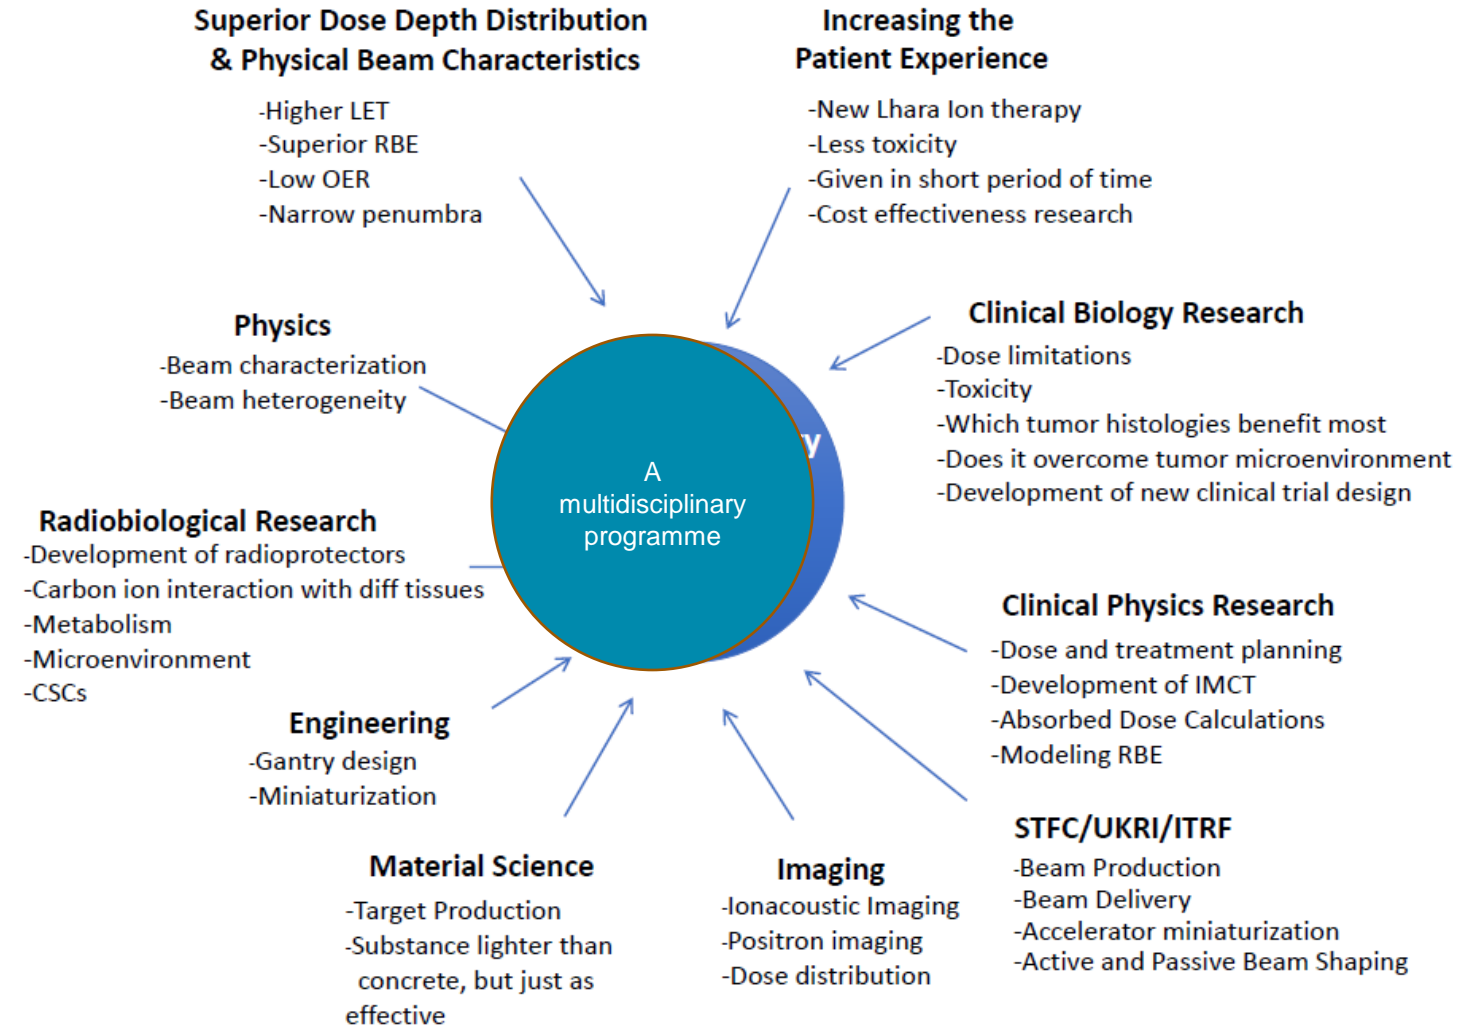 Superior Dose Depth Distribution
& Physical Beam Characteristics
-Higher LET
-Superior RBE
-Low OER
-Narrow penumbra
Increasing the
Patient Experience
-New Lhara Ion therapy
-Less toxicity
-Given in short period of time
-Cost effectiveness research
Physics
-Beam characterization
-Beam heterogeneity
Clinical Biology Research
-Dose limitations
-Toxicity
-Which tumor histologies benefit most
-Does it overcome tumor microenvironment
-Development of new clinical trial design
A
multidisciplinary
programme
Radiobiological Research
-Development of radioprotectors
-Carbon ion interaction with diff tissues
-Metabolism
-Microenvironment
-CSCs
Clinical Physics Research
-Dose and treatment planning
-Development of IMCT
-Absorbed Dose Calculations
-Modeling RBE
Engineering
-Gantry design
-Miniaturization
Material Science
-Target Production
-Substance lighter than
concrete, but just as
effective
Imaging
-Ionacoustic Imaging
-Positron imaging
-Dose distribution
STFC/UKRI/ITRF
-Beam Production
-Beam Delivery
-Accelerator miniaturization
-Active and Passive Beam Shaping